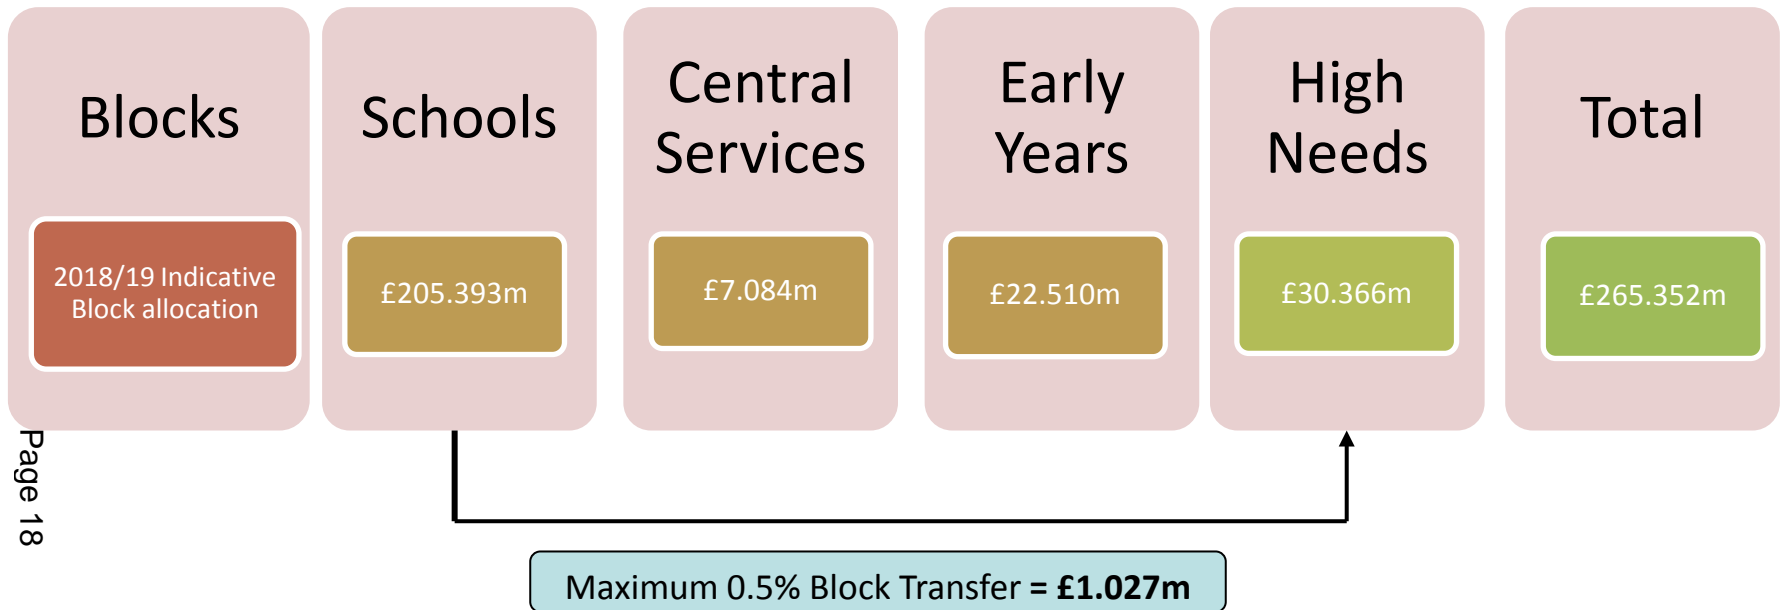 Blocks
2018/19 Indicative
Block allocation
Schools
£205.393m
Central
Services
£7.084m
Early
Years
£22.510m
High
Needs
£30.366m
Total
£265.352m
Page 18
Maximum 0.5% Block Transfer = £1.027m